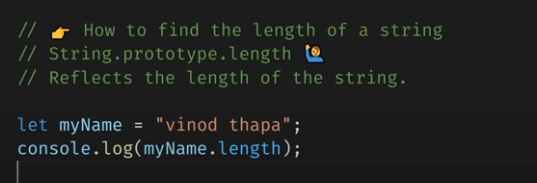 // 👉 How to find the length of a string
// String.prototype.length 🙋‍♂️
// Reflects the length of the string.
let myName = "vinod thapa";
console.log(myName.length);